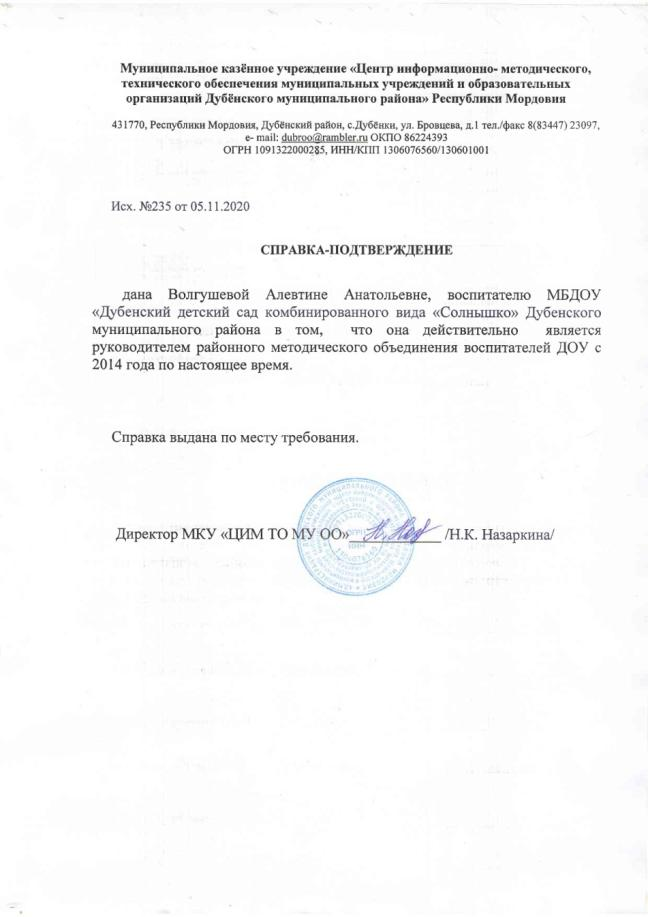 Муниципальное казённое учреждение «Центр информационно- методического,
технического обеспечения муниципальных учреждений и образовательных
организаций Дубёнского муниципального района» Республики Мордовия
431770, Республики Мордовия, Дубёнский район, с.Дубёнки, ул. Бровцева, д.1 тел./факс 8(83447) 23097,
e- mail: dubroo@rambler.ru ОКПО 86224393
ОГРН 1091322000285, ИНН/КПП 1306076560/130601001
Исх. №235 от 05.11.2020
СПРАВКА-ПОДТВЕРЖДЕНИЕ
дана Волгушевой Алевтине Анатольевне, воспитателю МБДОУ
«Дубенский детский сад комбинированного вида «Солнышко» Дубенского
муниципального района в том, что она действительно является
руководителем районного методического объединения воспитателей ДОУ с
2014 года по настоящее время.
Справка выдана по месту требования.
Директор МКУ «ЦИМ ТО МУ ОО»____________ /Н.К. Назаркина/